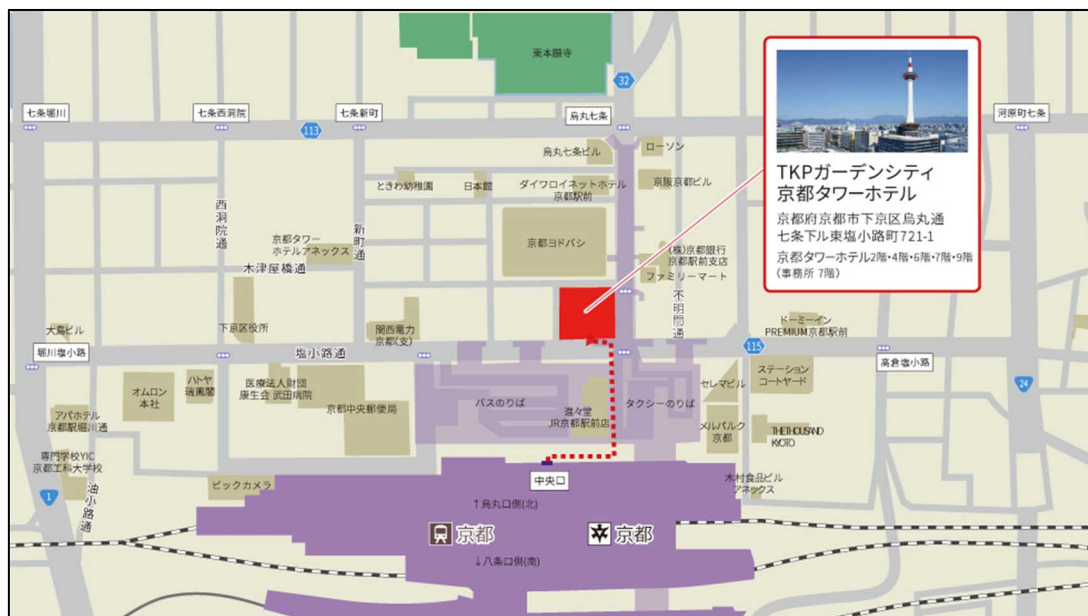 東本願寺
32
七条堀川
七条西洞院
七条新町
烏丸七条
河原町七条
113
烏丸七条ビル
ローソン
ときわ幼稚園
日本館
ダイワロイネットホテル
京都駅前
京阪京都ビル
TKPガーデンシティ
京都タワーホテル
京都府京都市下京区烏丸通
七条下ル東塩小路町721-1
京都タワーホテル2階・4階・6階・7階・9階
(事務所 7階)
西洞院通
新町通
京都タワー
ホテルアネックス
京都ヨドバシ
(株)京都銀行
京都駅前支店
ファミリーマート
木津屋橋通
不明門通
大島ビル
下京区役所
関西電力
京都(支)
ドーミーイン
PREMIUM京都駅前
堀川塩小路
塩小路通
115
高倉塩小路
オムロン
本社
ハトヤ
瑞鳳閣
医療法人財団
康生会 武田病院
京都中央郵便局
バスのりば
進々堂
JR京都駅前店
タクシーのりば
セレマビル
ステーション
コートヤード
24
アパホテル
京都駅堀川通
メルパルク
京都
THE THOUSAND
KYOTO
専門学校YIC
京都工科大学校
ビックカメラ
中央口
木村食品ビル
アネックス
1
油小路通
↑烏丸口側(北)
京都
京都
↓八条口側(南)